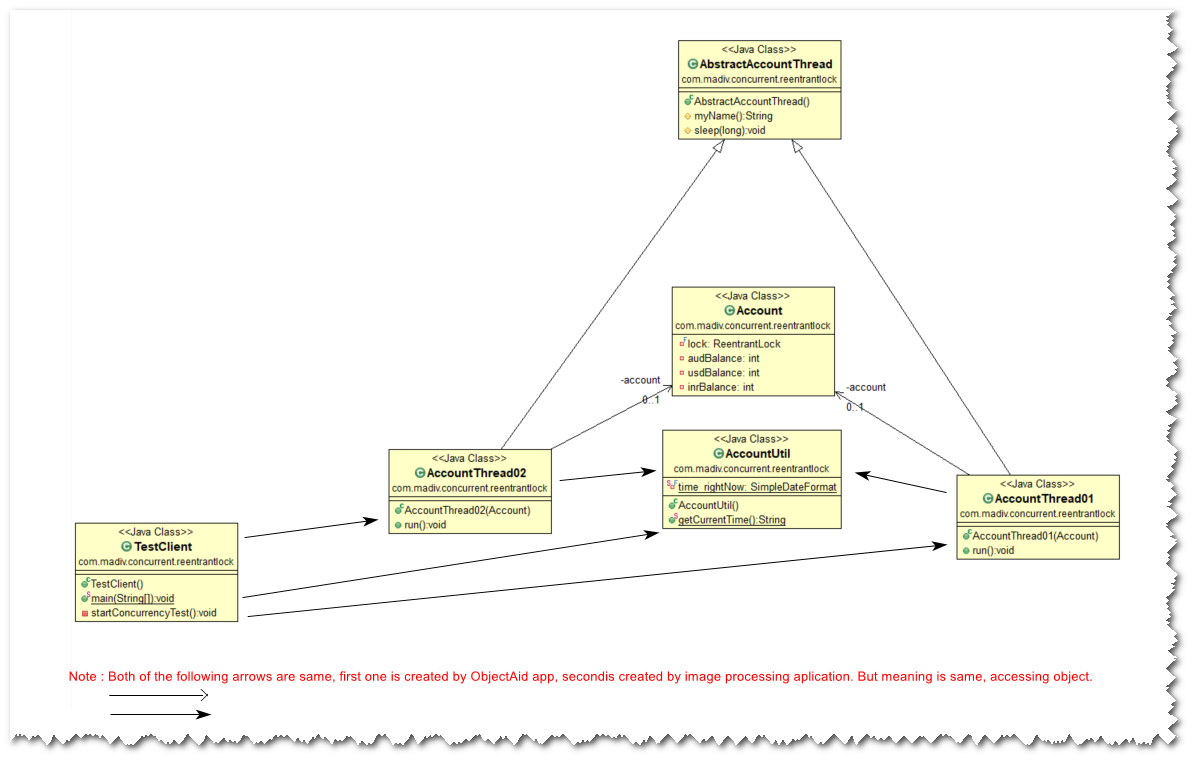 <<Java Class>>
AbstractAccountThread
com.madiv.concurrent.reentrantlock
AbstractAccountThread()
myName():String
sleep(long):void
<<Java Class>>
Account
com.madiv.concurrent.reentrantlock
lock: ReentrantLock
audBalance: int
usdBalance: int
inrBalance: int
-account
0..1
-account
0..1
<<Java Class>>
AccountUtil
com.madiv.concurrent.reentrantlock
time_rightNow: SimpleDateFormat
AccountUtil()
getCurrentTime():String
<<Java Class>>
AccountThread02
com.madiv.concurrent.reentrantlock
AccountThread02(Account)
run():void
<<Java Class>>
AccountThread01
com.madiv.concurrent.reentrantlock
AccountThread01(Account)
run():void
<<Java Class>>
TestClient
com.madiv.concurrent.reentrantlock
TestClient()
main(String[]):void
startConcurrencyTest():void
Note : Both of the following arrows are same, first one is created by ObjectAid app, secondis created by image processing aplication. But meaning is same, accessing object.